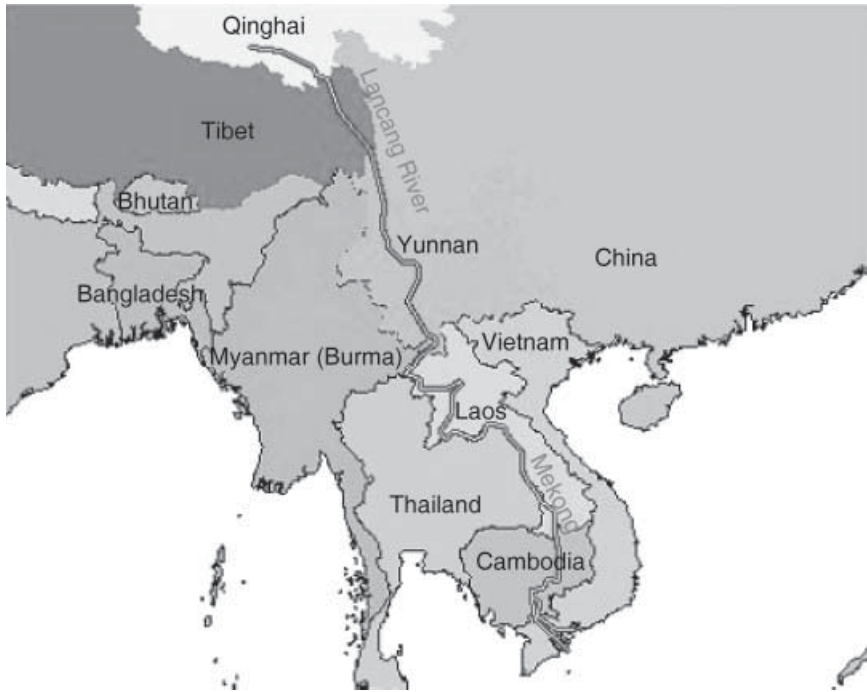 Qinghai
Lancang River
Tibet
Bhutan
Yunnan
China
Bangladesh
Myanmar (Burma)
Vietnam
Laos
Mekong
Thailand
Cambodia